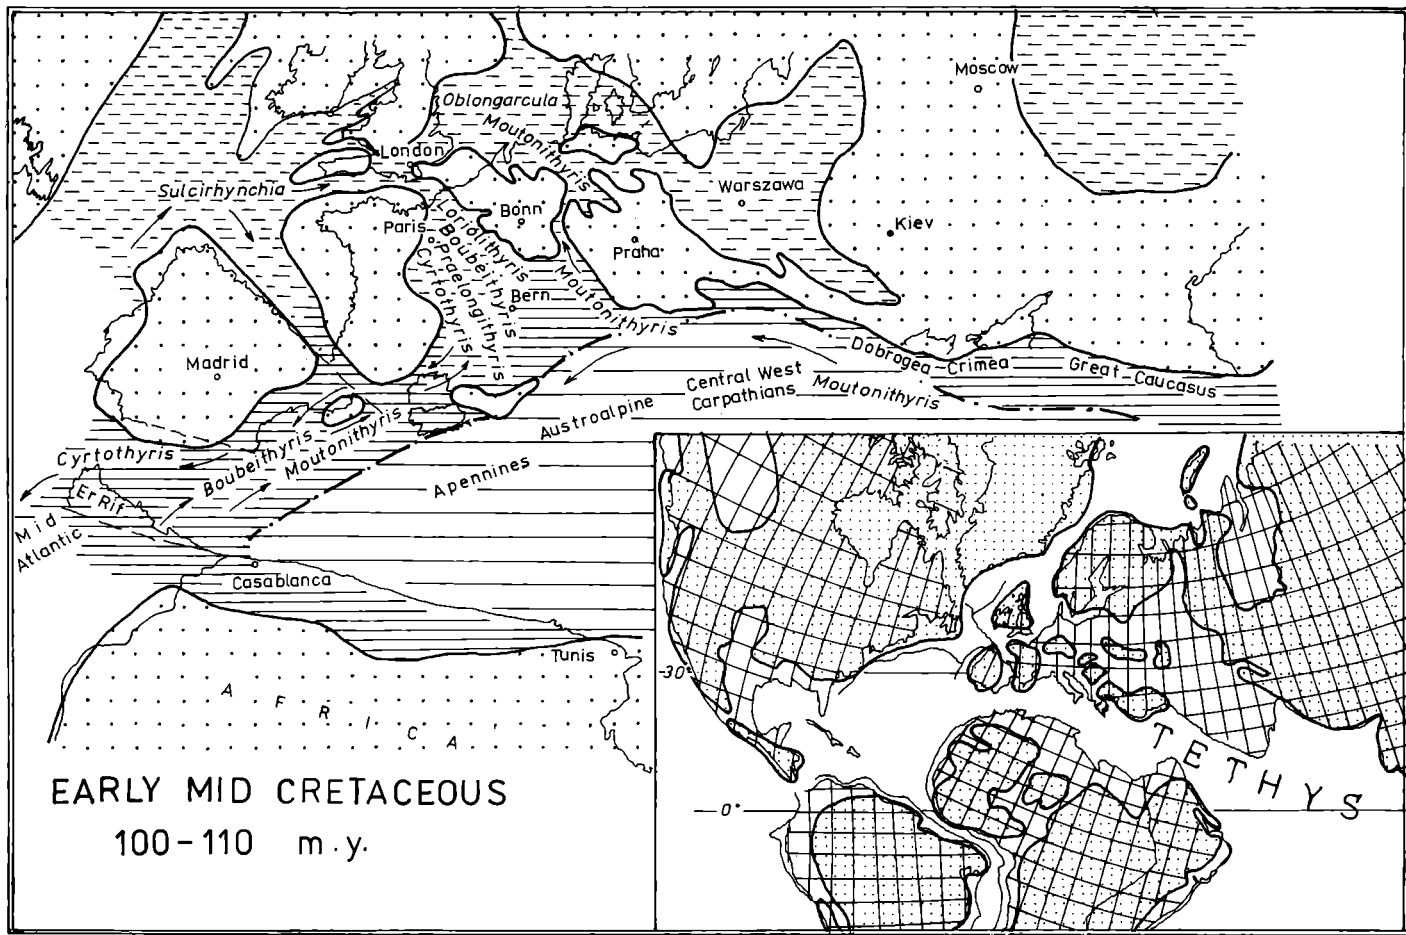 Moscow
Oblongarcula
Moutonithyris
London
Sulcirhynchia
Warszawa
Bonn
Paris
Kiev
Praha
Loriolithyris
Boubeithyris
Praelongithyris
Cyrtothyris
Bern
Moutonithyris
Madrid
Dobrogea
Crimea
Great Caucasus
Central West
Carpathians
Moutonithyris
Austroalpine
Cyrtothyris
Boubeithyris
Moutonithyris
Apennines
Er Rif
Mid
Atlantic
Casablanca
Tunis
AFRICA
EARLY MID CRETACEOUS
100-110 m.y.
-30°
0°
TETHYS